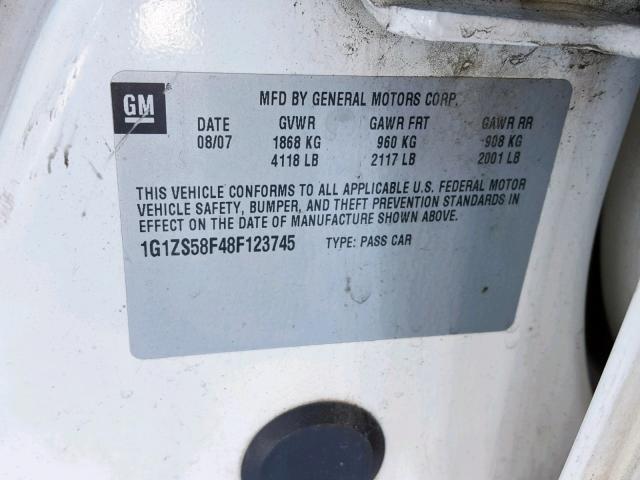 GM
MFD BY GENERAL MOTORS CORP.
DATE GVWR GAWR FRT GAWR RR
08/07 1868 KG 960 KG 908 KG
4118 LB 2117 LB 2001 LB
THIS VEHICLE CONFORMS TO ALL APPLICABLE U.S. FEDERAL MOTOR
VEHICLE SAFETY, BUMPER, AND THEFT PREVENTION STANDARDS IN
EFFECT ON THE DATE OF MANUFACTURE SHOWN ABOVE.
1G1ZS58F48F123745 TYPE: PASS CAR